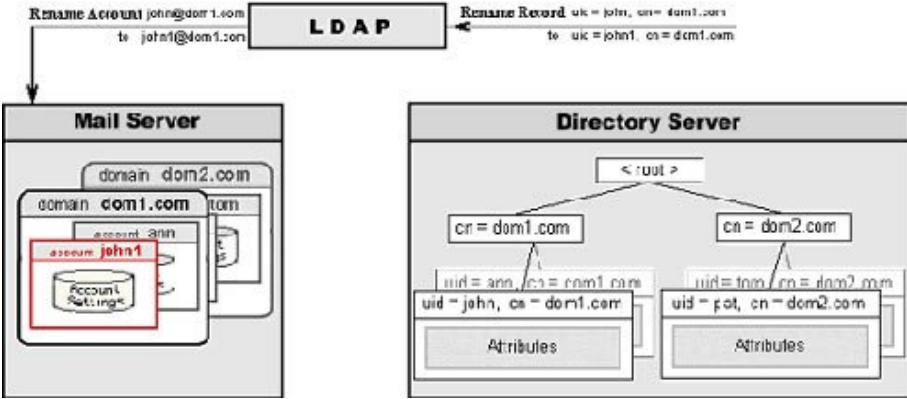 Rename Account john@dom1.com
to john1@dom1.com
LDAP
Rename Record uid = john, cn = dom1.com
to uid = john1, cn = dom1.com
Mail Server
domain dom2.com
tom
domain dom1.com
account ann
account john1
Account
Settings
Directory Server
< root >
cn = dom1.com
cn = dom2.com
uid = ann, cn = com1.com
uid = tom, cn = dom2.com
uid = john, cn = dom1.com
uid = pat, cn = dom2.com
Attributes
Attributes